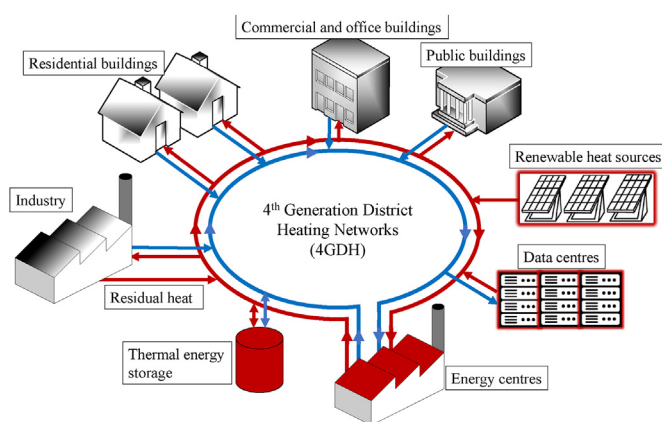 Commercial and office buildings
Residential buildings
Public buildings
Renewable heat sources
4th Generation District
Heating Networks
(4GDH)
Industry
Data centres
Residual heat
Thermal energy
storage
Energy centres